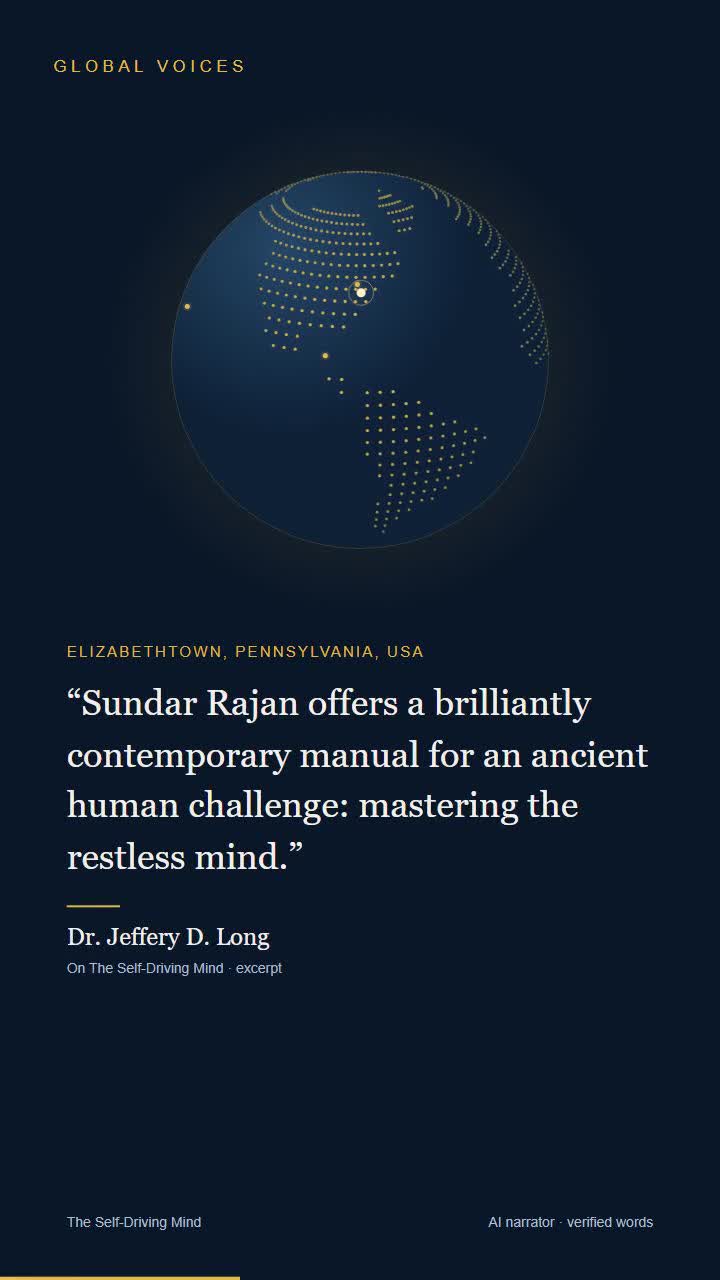 GLOBAL VOICES
ELIZABETHTOWN, PENNSYLVANIA, USA
“Sundar Rajan offers a brilliantly
contemporary manual for an ancient
human challenge: mastering the
restless mind.”
Dr. Jeffery D. Long
On The Self-Driving Mind · excerpt
The Self-Driving Mind
AI narrator · verified words